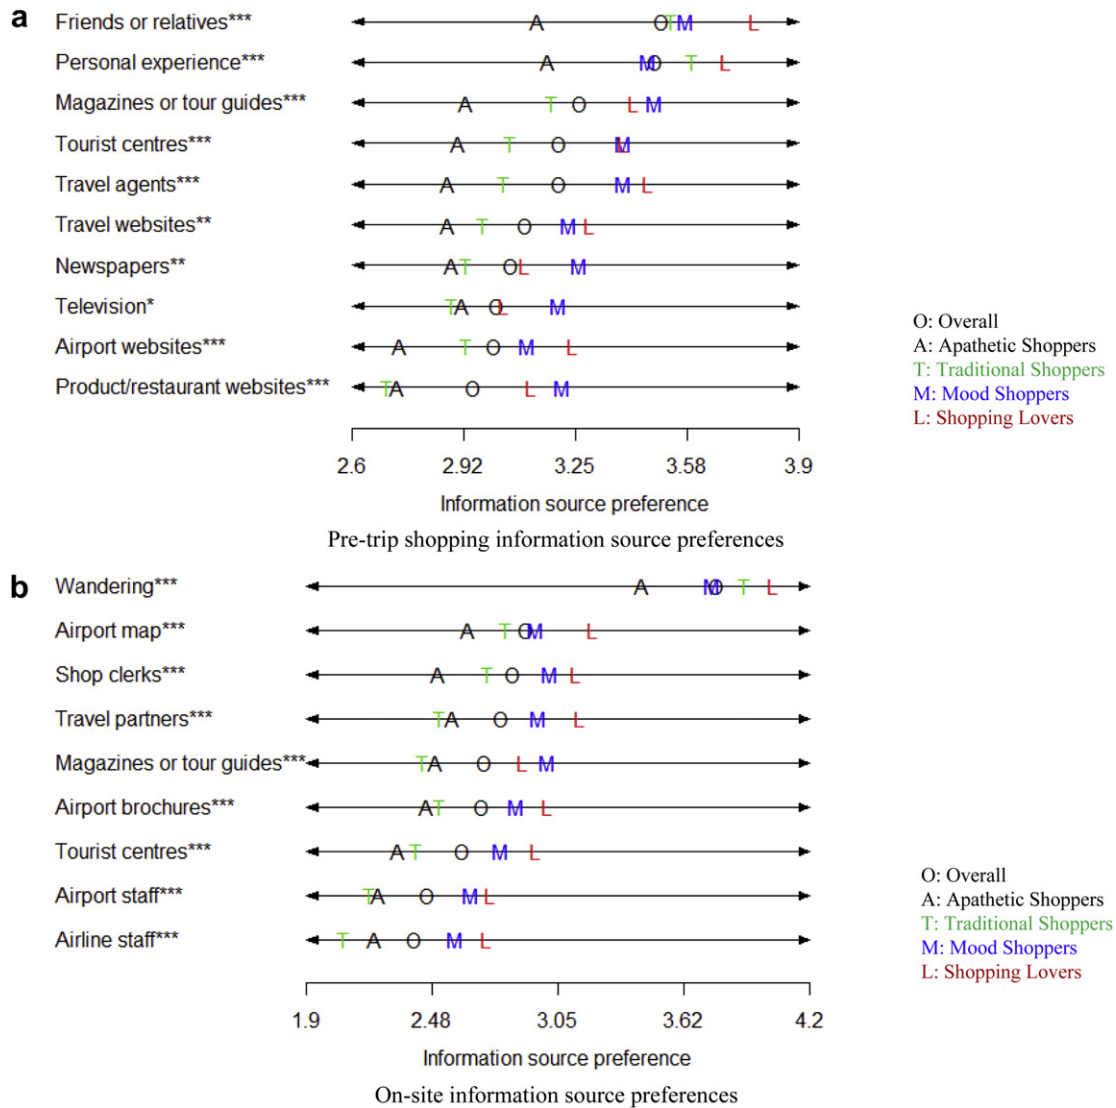 a
Friends or relatives*** A O T M L
Personal experience*** A M O T L
Magazines or tour guides*** A T O L M
Tourist centres*** A T O L M
Travel agents*** A T O M L
Travel websites** A T O M L
Newspapers** A T O L M
Television* T A O L M
Airport websites*** A T O M L
Product/restaurant websites*** T A O L M
O: Overall
A: Apathetic Shoppers
T: Traditional Shoppers
M: Mood Shoppers
L: Shopping Lovers
2.6 2.92 3.25 3.58 3.9
Information source preference
Pre-trip shopping information source preferences
b
Wandering*** A M O T L
Airport map*** A T O M L
Shop clerks*** A T O M L
Travel partners*** T A O M L
Magazines or tour guides*** T A O L M
Airport brochures*** A T O M L
Tourist centres*** A T O M L
Airport staff*** T A O M L
Airline staff*** T A O M L
O: Overall
A: Apathetic Shoppers
T: Traditional Shoppers
M: Mood Shoppers
L: Shopping Lovers
1.9 2.48 3.05 3.62 4.2
Information source preference
On-site information source preferences